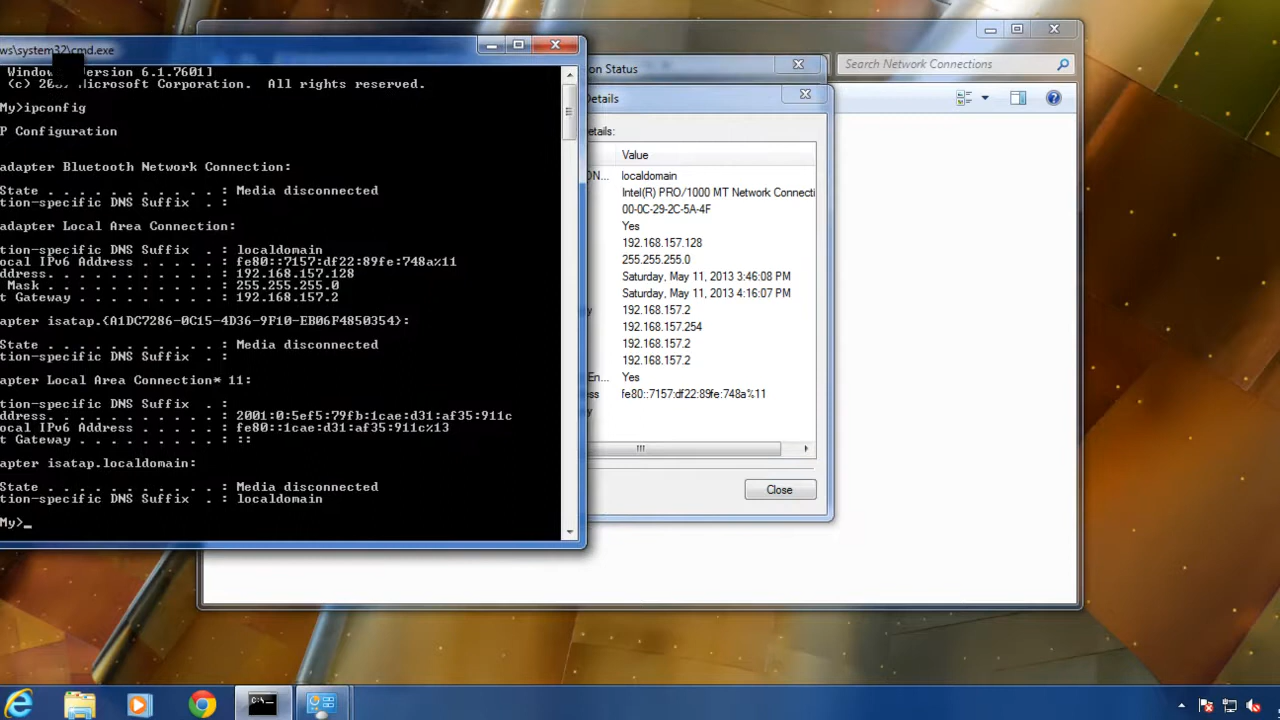 ws\system32\cmd.exe
Windows Version 6.1.7601]
(c) 2009 Microsoft Corporation. All rights reserved.
My>ipconfig
P Configuration
adapter Bluetooth Network Connection:
State . . . . . . . . . . . : Media disconnected
tion-specific DNS Suffix . :
adapter Local Area Connection:
tion-specific DNS Suffix . : localdomain
ocal IPv6 Address . . . . . : fe80::7157:df22:89fe:748a%11
ddress. . . . . . . . . . . : 192.168.157.128
Mask . . . . . . . . . . . : 255.255.255.0
t Gateway . . . . . . . . . : 192.168.157.2
apter isatap.{A1DC7286-0C15-4D36-9F10-EB06F4850354}:
State . . . . . . . . . . . : Media disconnected
tion-specific DNS Suffix . :
apter Local Area Connection* 11:
tion-specific DNS Suffix . :
ddress. . . . . . . . . . . : 2001:0:5ef5:79fb:1cae:d31:af35:911c
ocal IPv6 Address . . . . . : fe80::1cae:d31:af35:911c%13
t Gateway . . . . . . . . . : ::
apter isatap.localdomain:
State . . . . . . . . . . . : Media disconnected
tion-specific DNS Suffix . : localdomain
My>_
on Status
Search Network Connections
Details
etails:
Value
ON... localdomain
Intel(R) PRO/1000 MT Network Connecti
00-0C-29-2C-5A-4F
Yes
192.168.157.128
255.255.255.0
Saturday, May 11, 2013 3:46:08 PM
Saturday, May 11, 2013 4:16:07 PM
y 192.168.157.2
192.168.157.254
192.168.157.2
192.168.157.2
En... Yes
ss fe80::7157:df22:89fe:748a%11
y
Close
C:\.